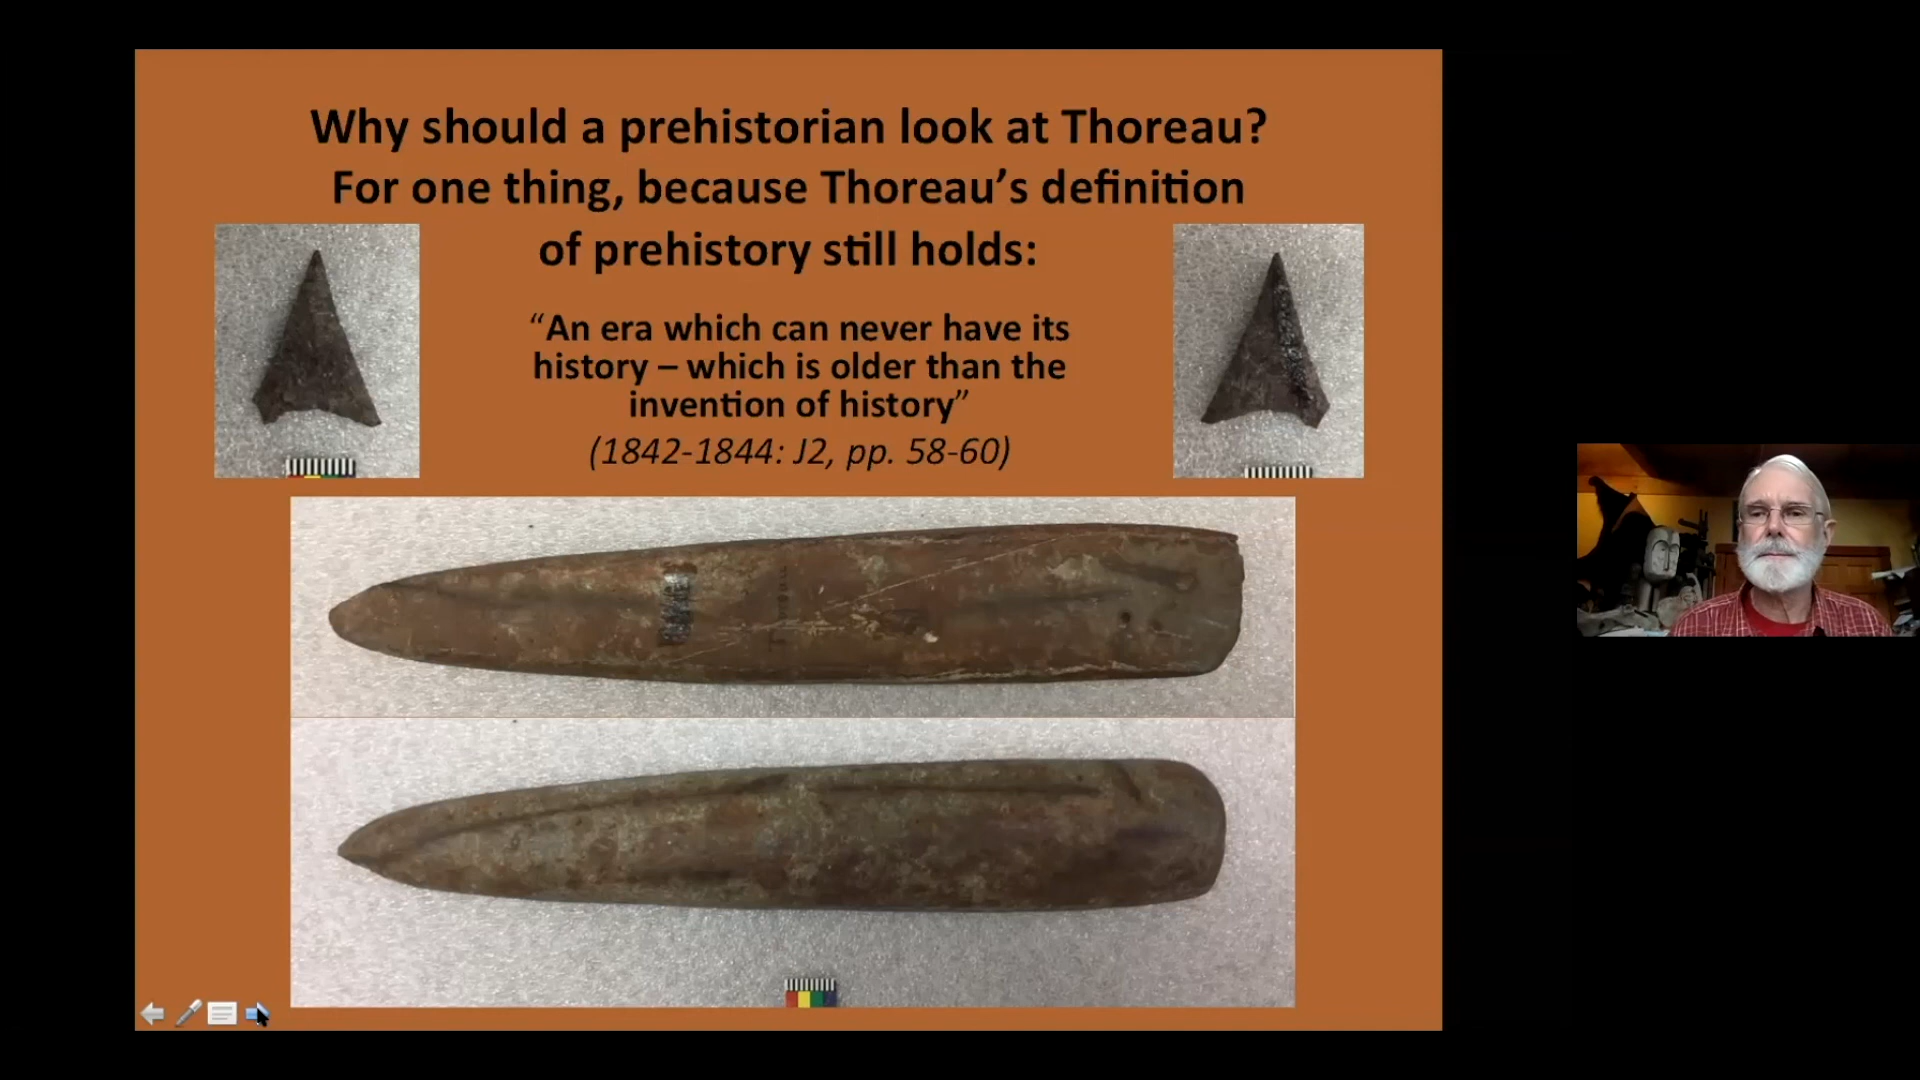 Why should a prehistorian look at Thoreau?
For one thing, because Thoreau’s definition
of prehistory still holds:
“An era which can never have its
history – which is older than the
invention of history”
(1842-1844: J2, pp. 58-60)